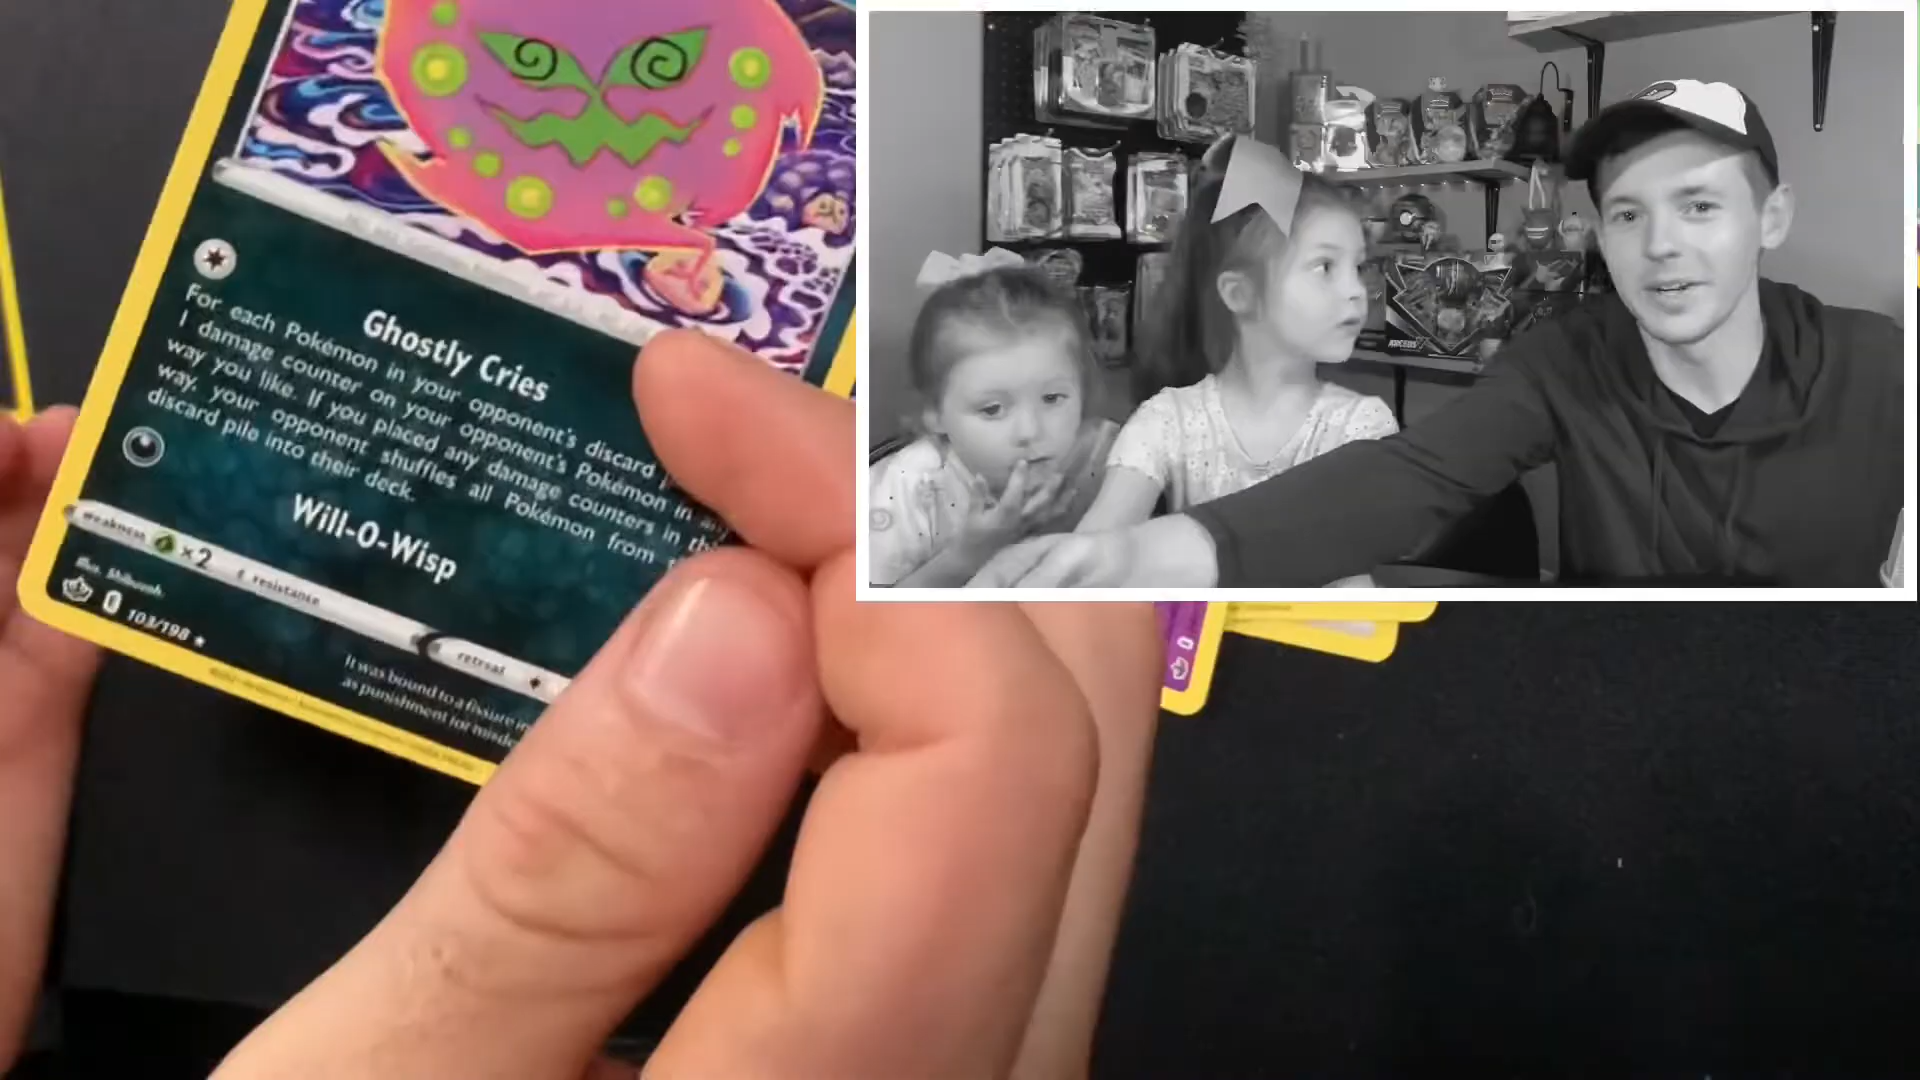 Ghostly Cries
For each Pokémon in your opponent's discard
1 damage counter on your opponent's Pokémon in any
way you like. If you placed any damage counters in this
way, your opponent shuffles all Pokémon from
discard pile into their deck.
Will-O-Wisp
weakness ×2 resistance
retreat
Illus. Shibuzoh.
103/198
It was bound to a fissure in
as punishment for misde
ARCEUS